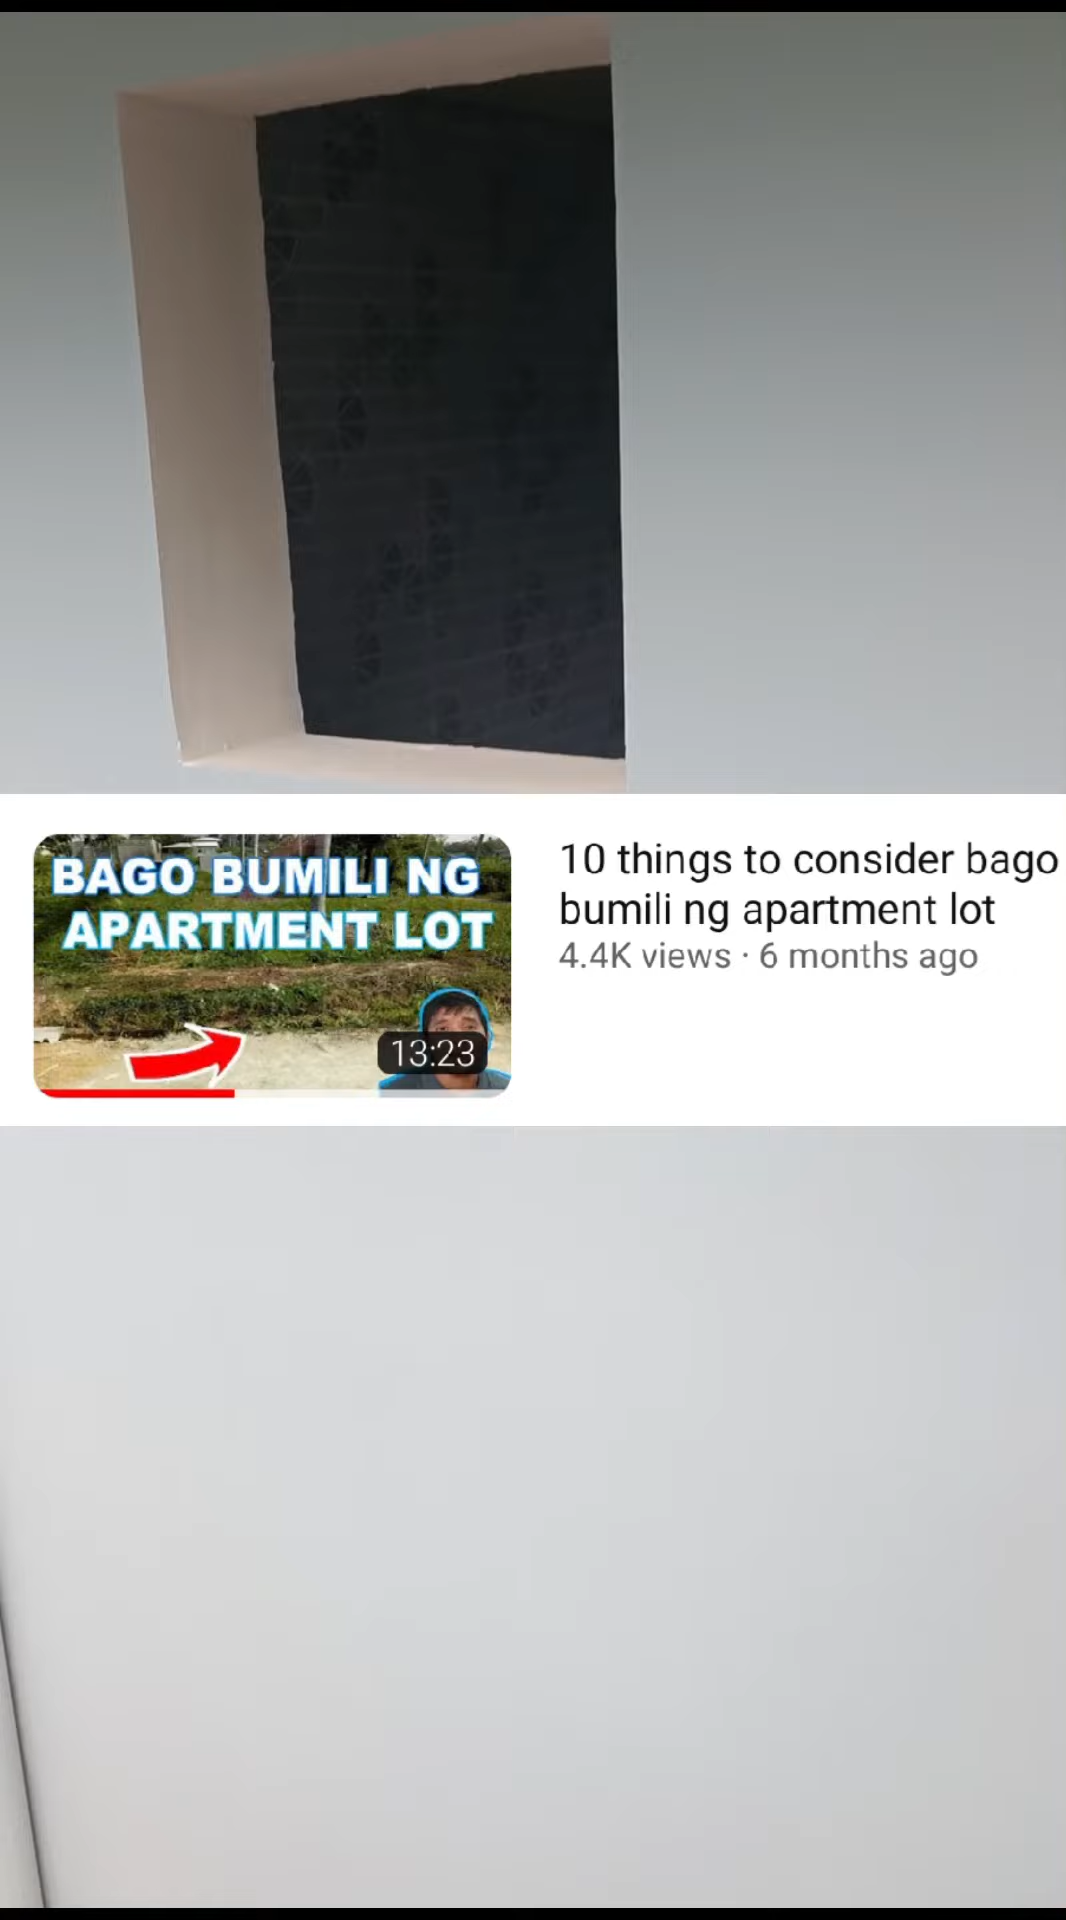 BAGO BUMILI NG
APARTMENT LOT
13:23
10 things to consider bago
bumili ng apartment lot
4.4K views · 6 months ago